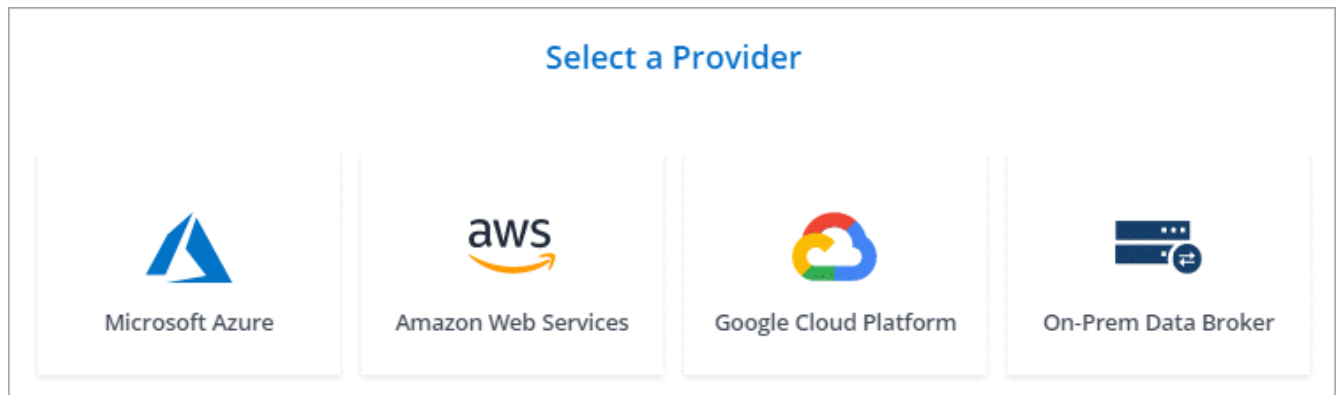 Select a Provider
aws
Microsoft Azure
Amazon Web Services
Google Cloud Platform
On-Prem Data Broker